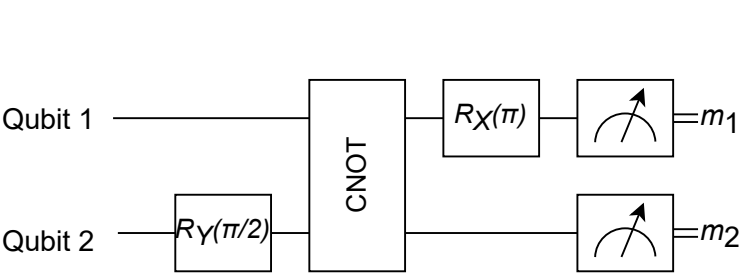 Qubit 1
CNOT
RX(π)
m1
Qubit 2
RY(π/2)
m2